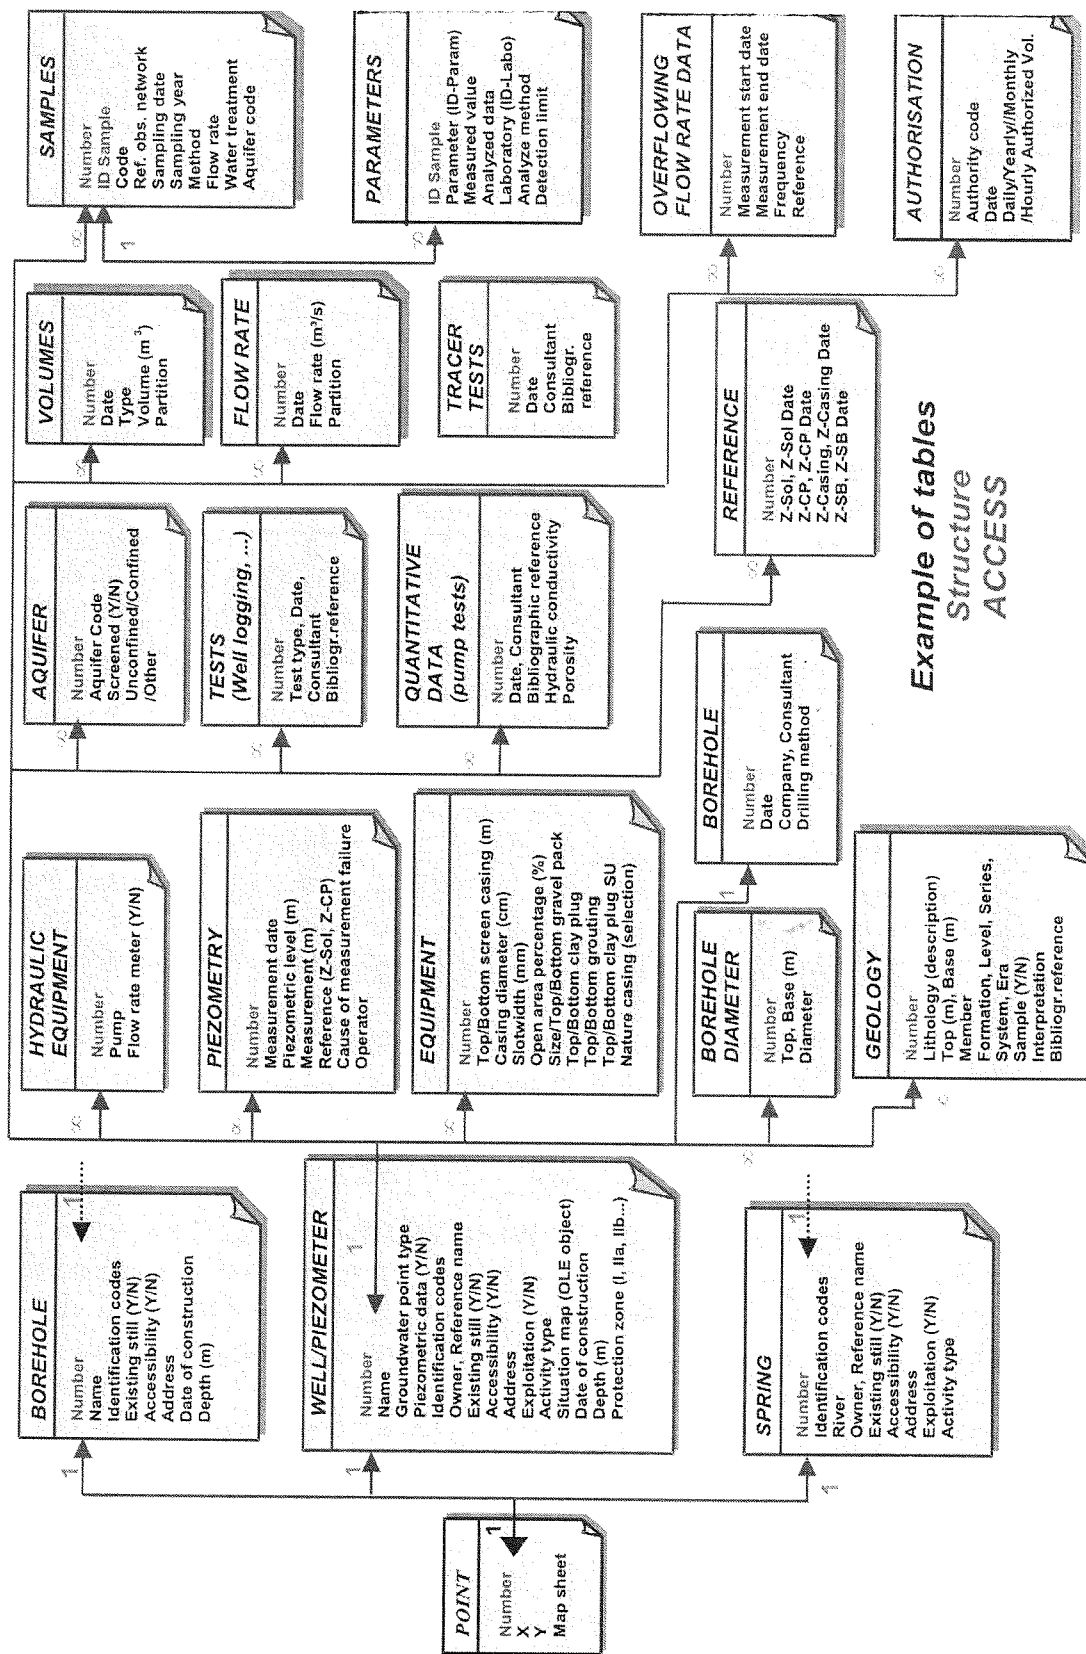 POINT
Number
X
Y
Map sheet
1
1
1
1
BOREHOLE
Number
Name
Identification codes
Existing still (Y/N)
Accessibility (Y/N)
Address
Date of construction
Depth (m)
1
WELL/PIEZOMETER
Number
Name
Groundwater point type
Piezometric data (Y/N)
Identification codes
Owner, Reference name
Existing still (Y/N)
Accessibility (Y/N)
Address
Exploitation (Y/N)
Activity type
Situation map (OLE object)
Date of construction
Depth (m)
Protection zone (I, IIa, IIb...)
1
SPRING
Number
Identification codes
River
Owner, Reference name
Existing still (Y/N)
Accessibility (Y/N)
Address
Exploitation (Y/N)
Activity type
1
HYDRAULIC
EQUIPMENT
Number
Pump
Flow rate meter (Y/N)
∞
PIEZOMETRY
Number
Measurement date
Piezometric level (m)
Measurement (m)
Reference (Z-Sol, Z-CP)
Cause of measurement failure
Operator
∞
EQUIPMENT
Number
Top/Bottom screen casing (m)
Casing diameter (cm)
Slotwidth (mm)
Open area percentage (%)
Size/Top/Bottom gravel pack
Top/Bottom clay plug
Top/Bottom grouting
Top/Bottom clay plug SU
Nature casing (selection)
∞
BOREHOLE
DIAMETER
Number
Top, Base (m)
Diameter
∞
GEOLOGY
Number
Lithology (description)
Top (m), Base (m)
Member
Formation, Level, Series,
System, Era
Sample (Y/N)
Interpretation
Bibliogr.reference
BOREHOLE
Number
Date
Company, Consultant
Drilling method
1
AQUIFER
Number
Aquifer Code
Screened (Y/N)
Unconfined/Confined
/Other
∞
TESTS
(Well logging, ...)
Number
Test type, Date,
Consultant
Bibliogr.reference
∞
QUANTITATIVE
DATA
(pump tests)
Number
Date, Consultant
Bibliographic reference
Hydraulic conductivity
Porosity
∞
REFERENCE
Number
Z-Sol, Z-Sol Date
Z-CP, Z-CP Date
Z-Casing, Z-Casing Date
Z-SB, Z-SB Date
∞
VOLUMES
Number
Date
Type
Volume (m³)
Partition
∞
FLOW RATE
Number
Date
Flow rate (m³/s)
Partition
∞
TRACER
TESTS
Number
Date
Consultant
Bibliogr.
reference
SAMPLES
Number
ID Sample
Code
Ref. obs. network
Sampling date
Sampling year
Method
Flow rate
Water treatment
Aquifer code
∞
1
PARAMETERS
ID Sample
Parameter (ID-Param)
Measured value
Analyzed data
Laboratory (ID-Labo)
Analyze method
Detection limit
∞
OVERFLOWING
FLOW RATE DATA
Number
Measurement start date
Measurement end date
Frequency
Reference
∞
AUTHORISATION
Number
Authority code
Date
Daily/Yearly//Monthly
/Hourly Authorized Vol.
∞
Example of tables
Structure
ACCESS